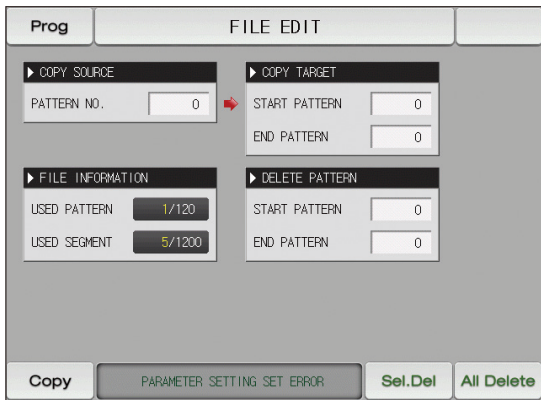 Prog
FILE EDIT
COPY SOURCE
PATTERN NO. 0
COPY TARGET
START PATTERN 0
END PATTERN 0
FILE INFORMATION
USED PATTERN 1/120
USED SEGMENT 5/1200
DELETE PATTERN
START PATTERN 0
END PATTERN 0
Copy
PARAMETER SETTING SET ERROR
Sel.Del
All Delete